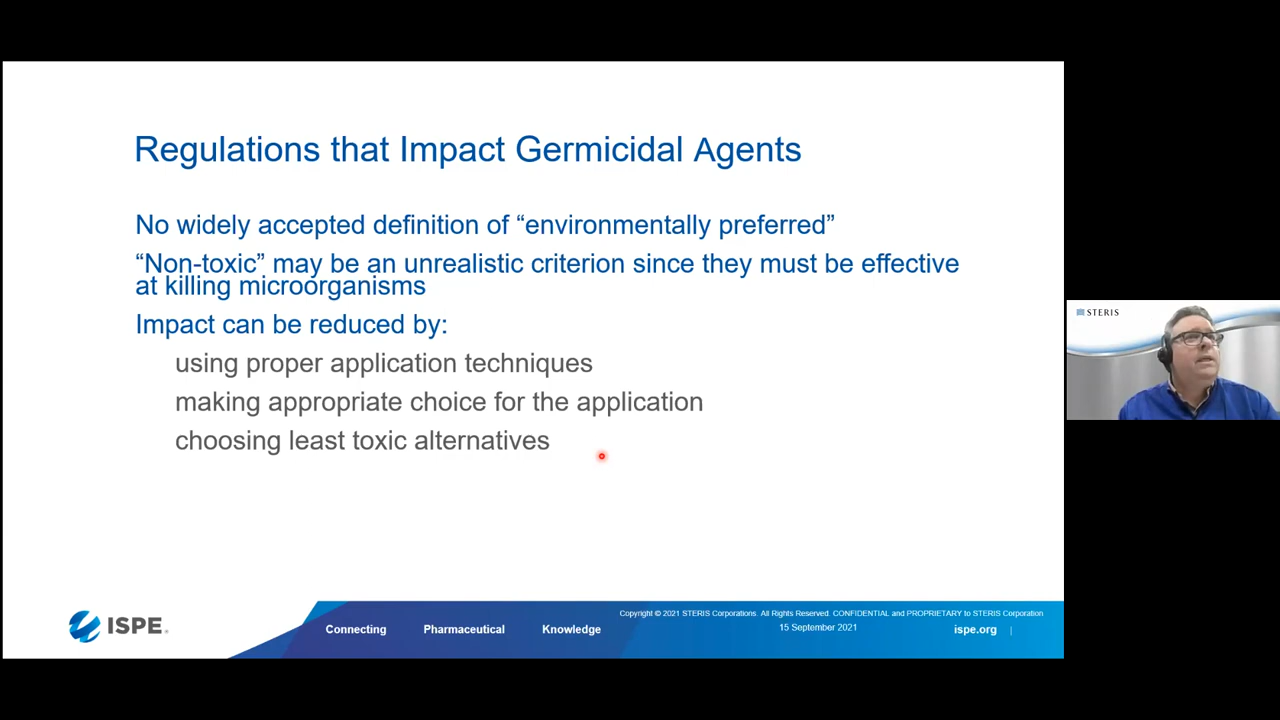 Regulations that Impact Germicidal Agents
No widely accepted definition of “environmentally preferred”
“Non-toxic” may be an unrealistic criterion since they must be effective
at killing microorganisms
Impact can be reduced by:
using proper application techniques
making appropriate choice for the application
choosing least toxic alternatives
STERIS
ISPE
Connecting Pharmaceutical Knowledge
Copyright © 2021 STERIS Corporations. All Rights Reserved. CONFIDENTIAL and PROPRIETARY to STERIS Corporation
15 September 2021
ispe.org |